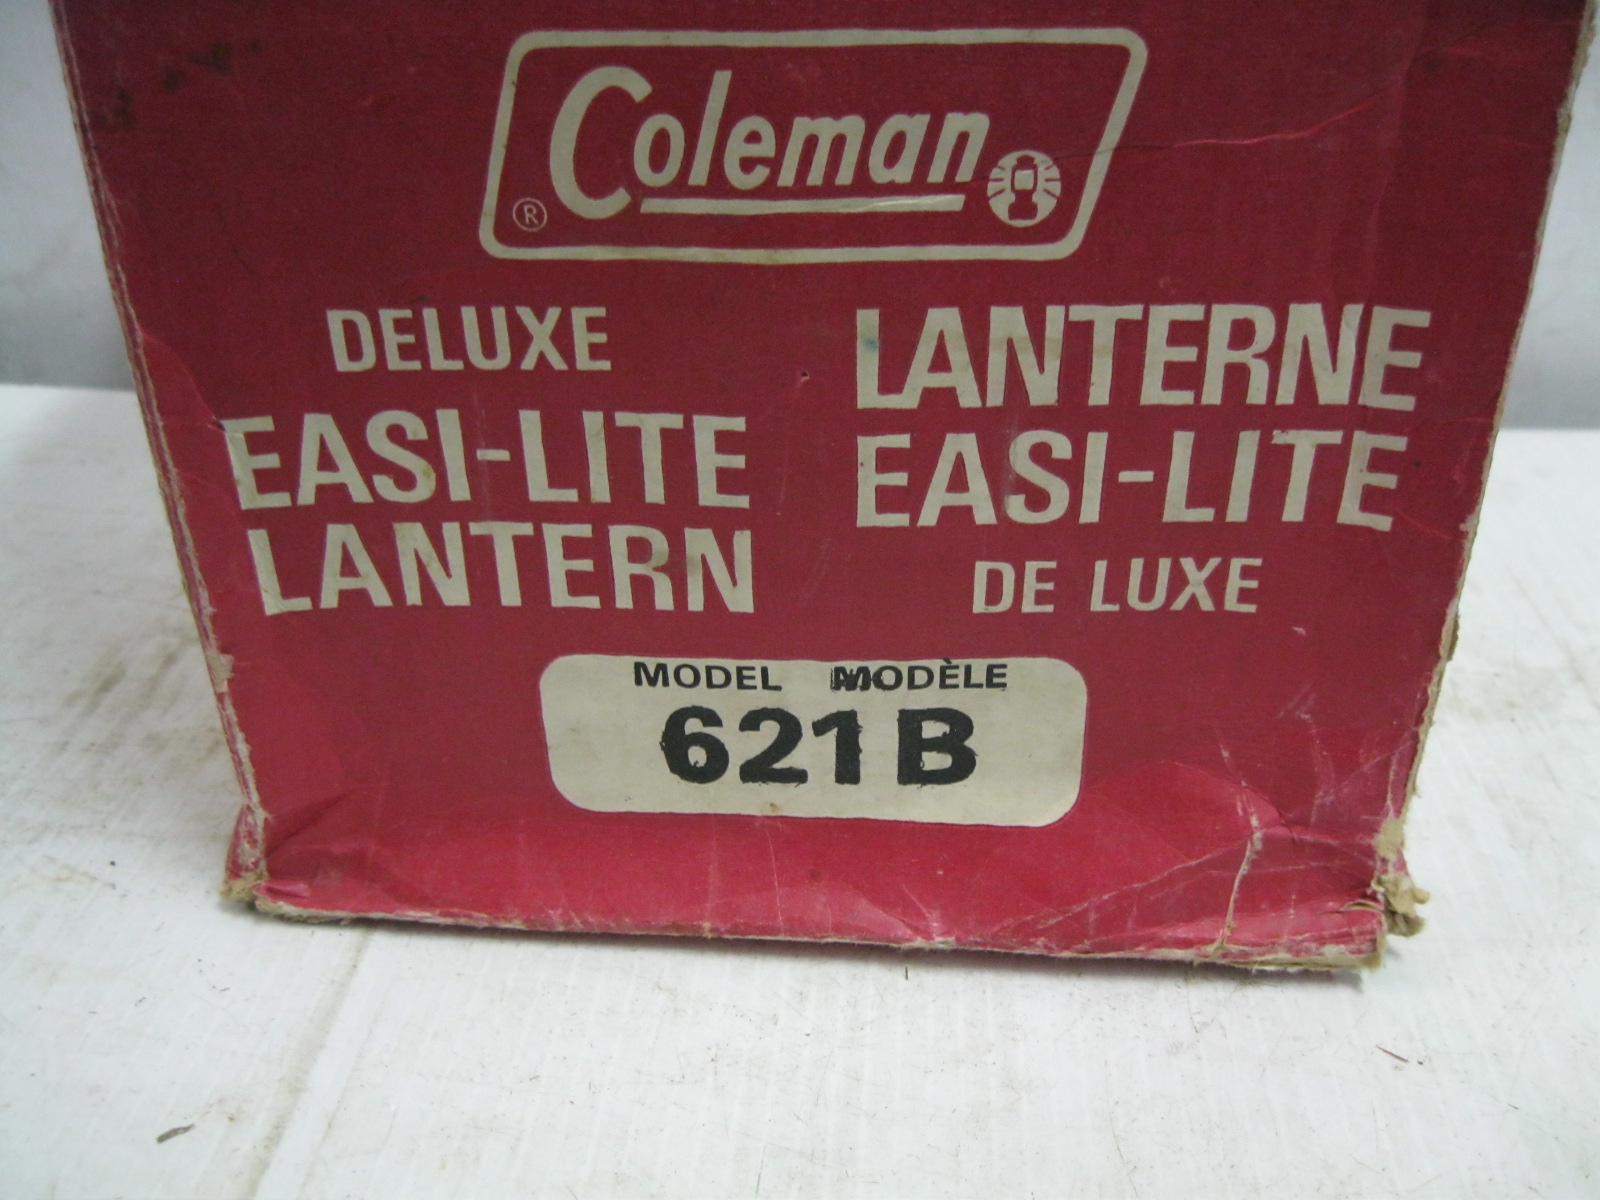 Coleman
®
DELUXE
EASI-LITE
LANTERN
LANTERNE
EASI-LITE
DE LUXE
MODEL MODÈLE
621B